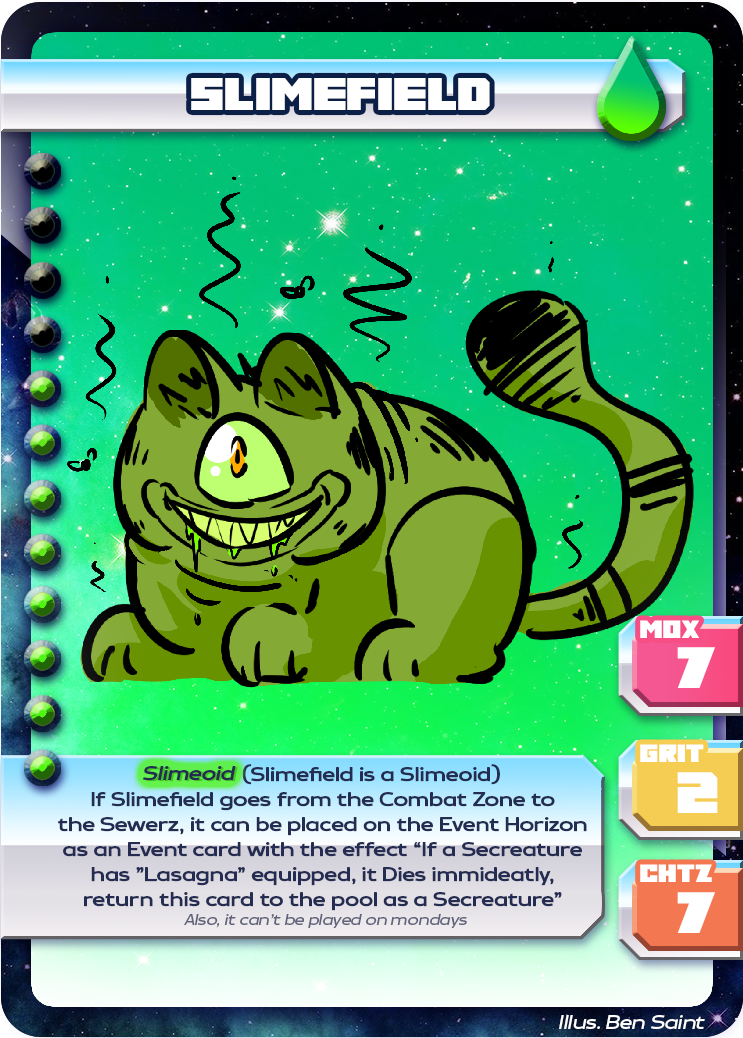 SLIMEFIELD
MOX
7
GRIT
2
CHTZ
7
Slimeoid (Slimefield is a Slimeoid)
If Slimefield goes from the Combat Zone to
the Sewerz, it can be placed on the Event Horizon
as an Event card with the effect “If a Secreature
has ”Lasagna” equipped, it Dies immideatly,
return this card to the pool as a Secreature”
Also, it can’t be played on mondays
Illus. Ben Saint